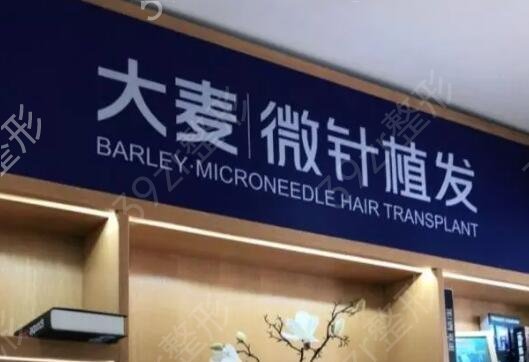 大麦|微针植发
BARLEY·MICRONEEDLE HAIR TRANSPLANT